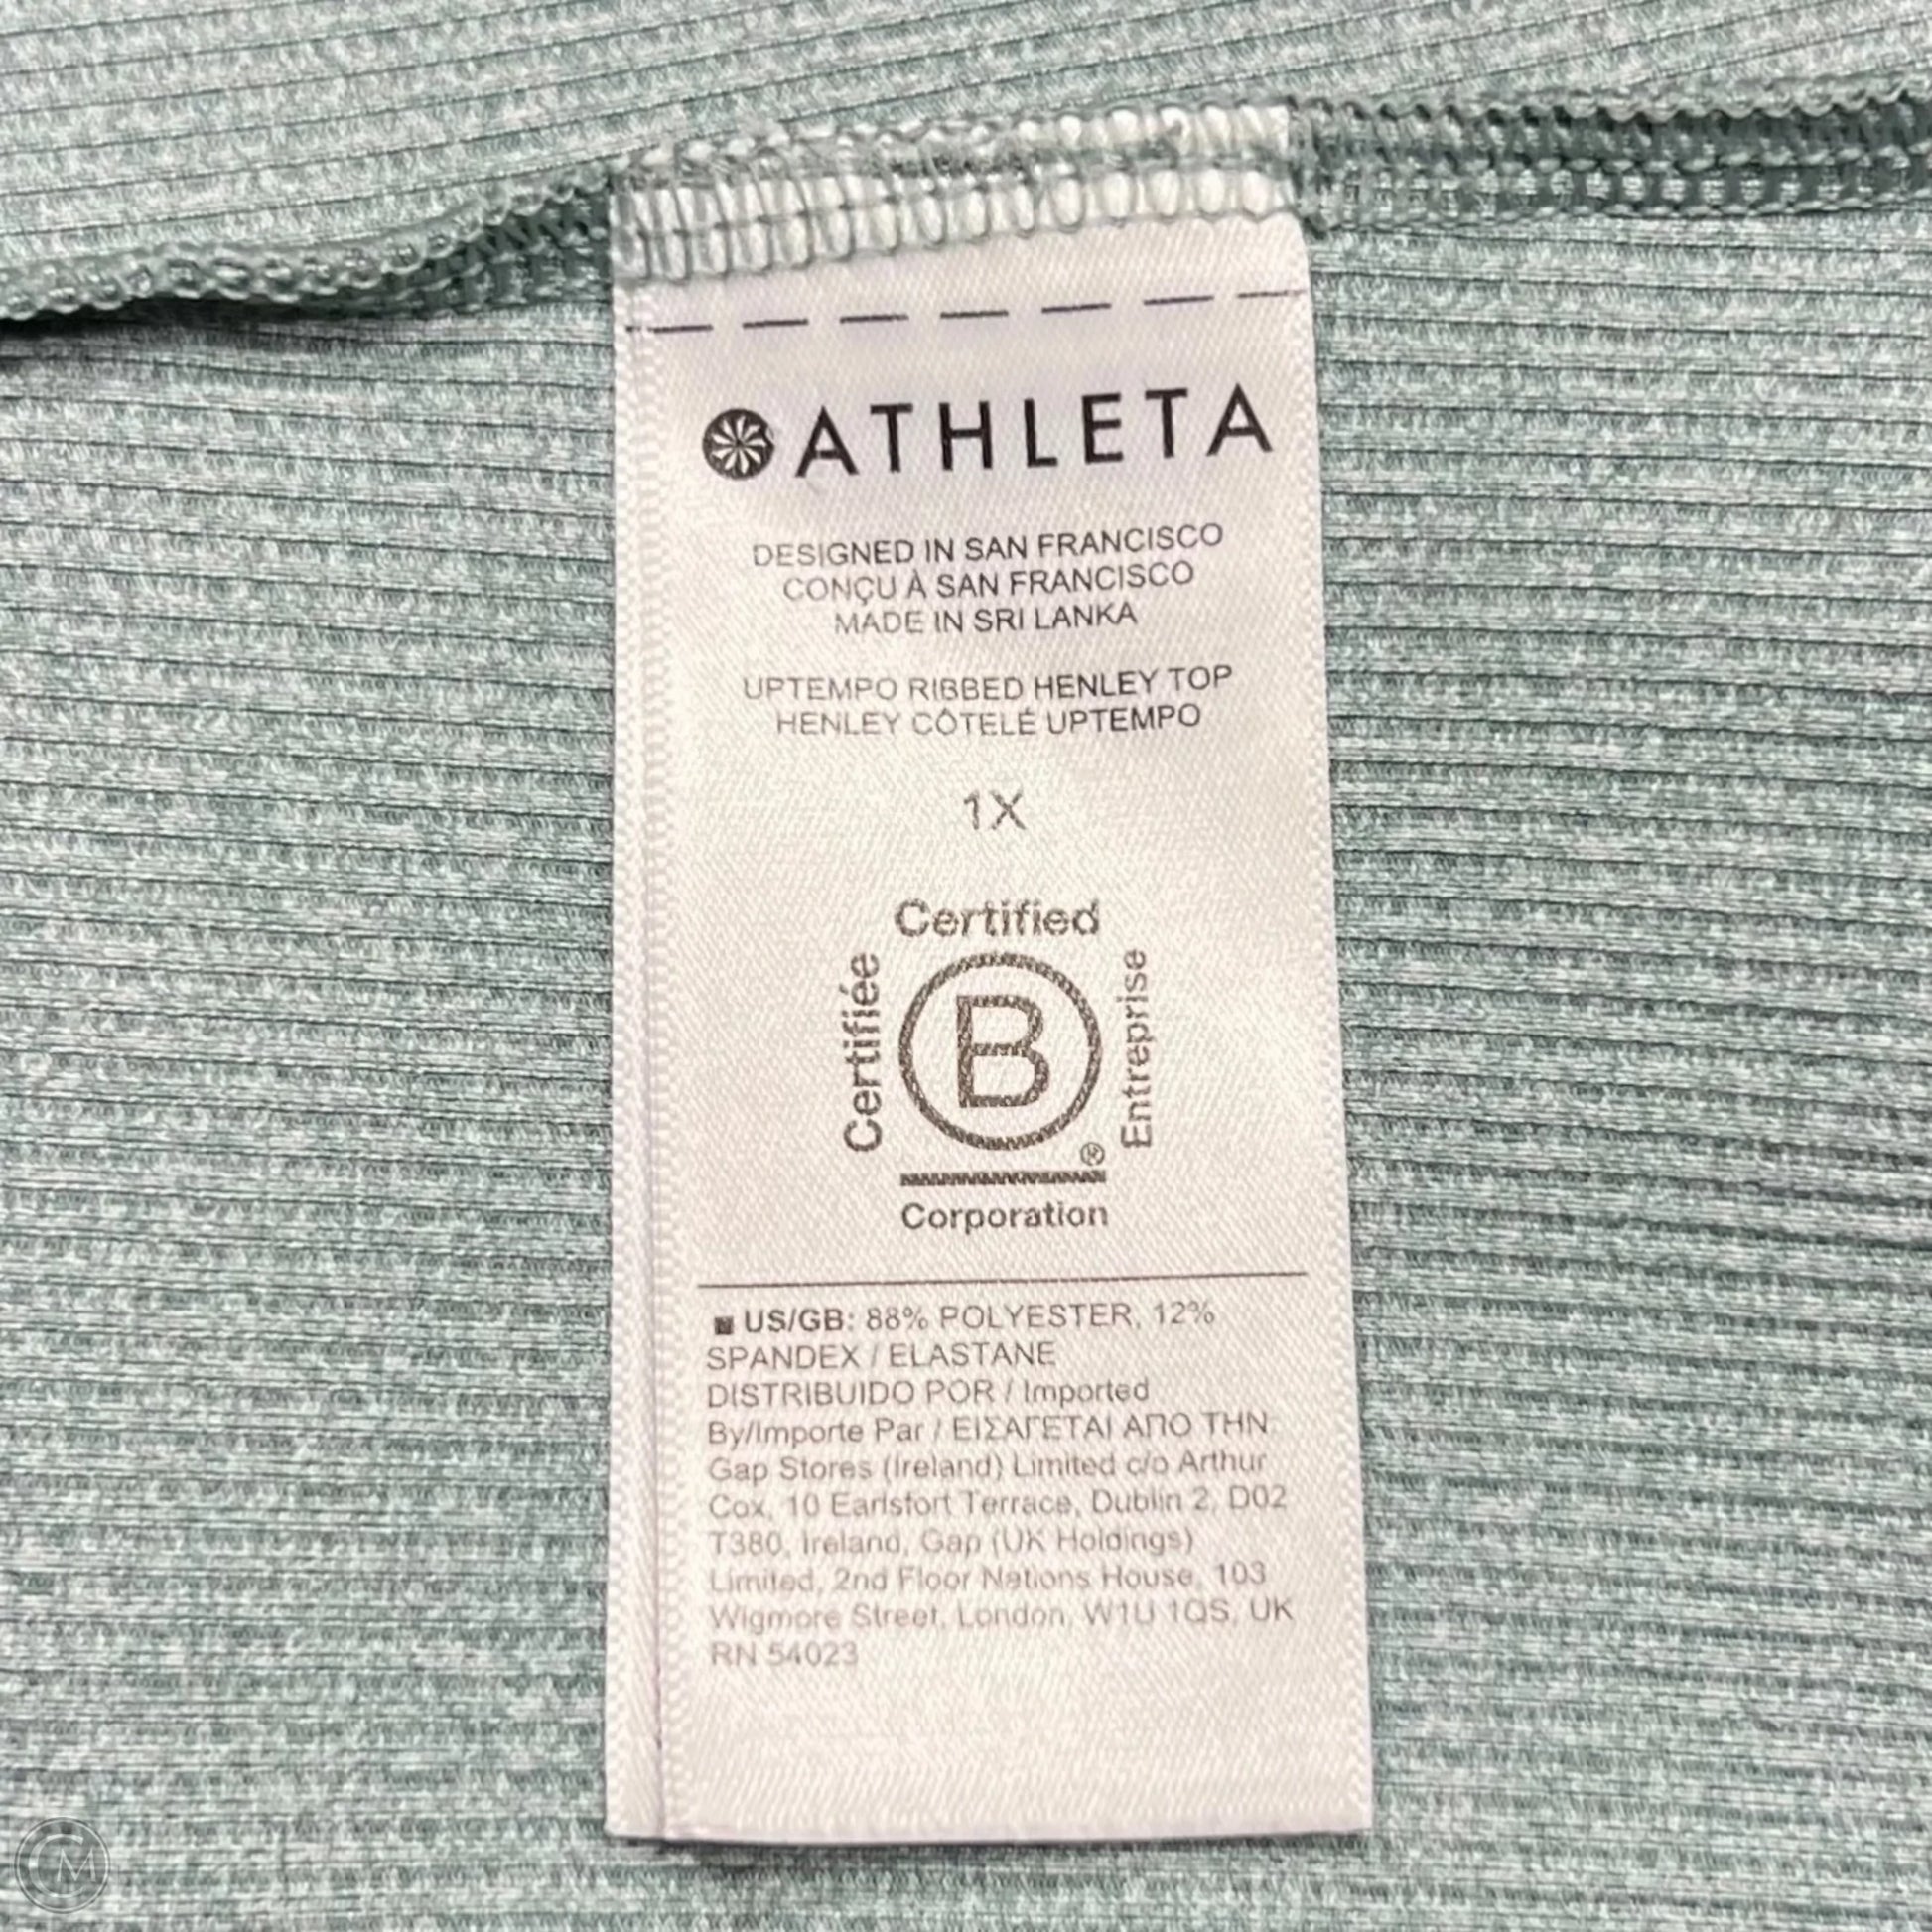 ATHLETA
DESIGNED IN SAN FRANCISCO
CONÇU À SAN FRANCISCO
MADE IN SRI LANKA
UPTEMPO RIBBED HENLEY TOP
HENLEY CÔTELÉ UPTEMPO
1X
Certified
Certifiée
B
®
Entreprise
Corporation
US/GB: 88% POLYESTER, 12%
SPANDEX / ELASTANE
DISTRIBUIDO POR / Imported
By/Importe Par / ΕΙΣΑΓΕΤΑΙ ΑΠΟ ΤΗΝ
Gap Stores (Ireland) Limited c/o Arthur
Cox, 10 Earlsfort Terrace, Dublin 2, D02
T380, Ireland, Gap (UK Holdings)
Limited, 2nd Floor Nations House, 103
Wigmore Street, London, W1U 1QS, UK
RN 54023
CM